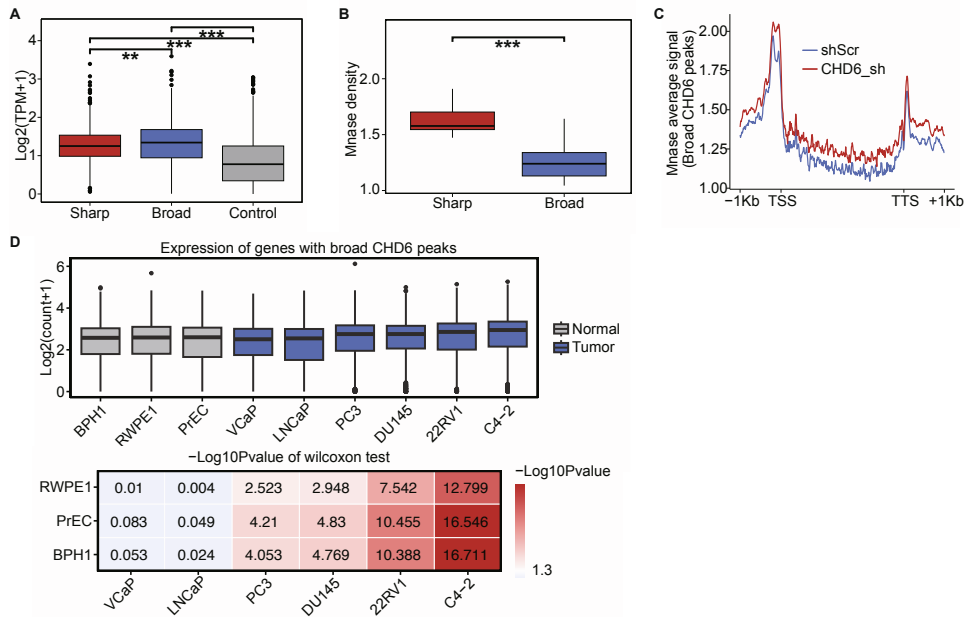 A
Log2(TPM+1)
4
3
2
1
0
***
***
**
Sharp
Broad
Control
B
Mnase density
2.0
1.5
1.0
***
Sharp
Broad
C
Mnase average signal
(Broad CHD6 peaks)
2.00
1.75
1.50
1.25
1.00
shScr
CHD6_sh
−1Kb
TSS
TTS
+1Kb
D
Expression of genes with broad CHD6 peaks
Log2(count+1)
6
4
2
0
Normal
Tumor
BPH1
RWPE1
PrEC
VCaP
LNCaP
PC3
DU145
22RV1
C4−2
−Log10Pvalue of wilcoxon test
RWPE1 0.01 0.004 2.523 2.948 7.542 12.799
PrEC 0.083 0.049 4.21 4.83 10.455 16.546
BPH1 0.053 0.024 4.053 4.769 10.388 16.711
VCaP
LNCaP
PC3
DU145
22RV1
C4−2
−Log10Pvalue
1.3